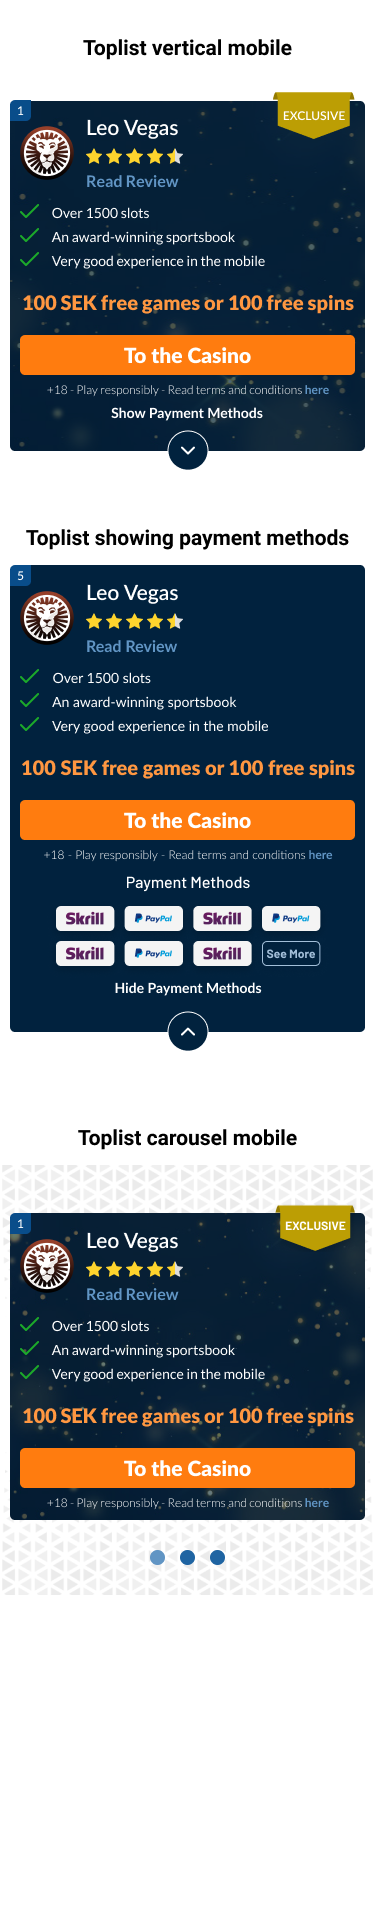 Toplist vertical mobile
1
EXCLUSIVE
Leo Vegas
Read Review
Over 1500 slots
An award-winning sportsbook
Very good experience in the mobile
100 SEK free games or 100 free spins
To the Casino
+18 - Play responsibly - Read terms and conditions here
Show Payment Methods
Toplist showing payment methods
5
Leo Vegas
Read Review
Over 1500 slots
An award-winning sportsbook
Very good experience in the mobile
100 SEK free games or 100 free spins
To the Casino
+18 - Play responsibly - Read terms and conditions here
Payment Methods
Skrill PayPal Skrill PayPal
Skrill PayPal Skrill See More
Hide Payment Methods
Toplist carousel mobile
1
EXCLUSIVE
Leo Vegas
Read Review
Over 1500 slots
An award-winning sportsbook
Very good experience in the mobile
100 SEK free games or 100 free spins
To the Casino
+18 - Play responsibly,- Read terms and conditions here